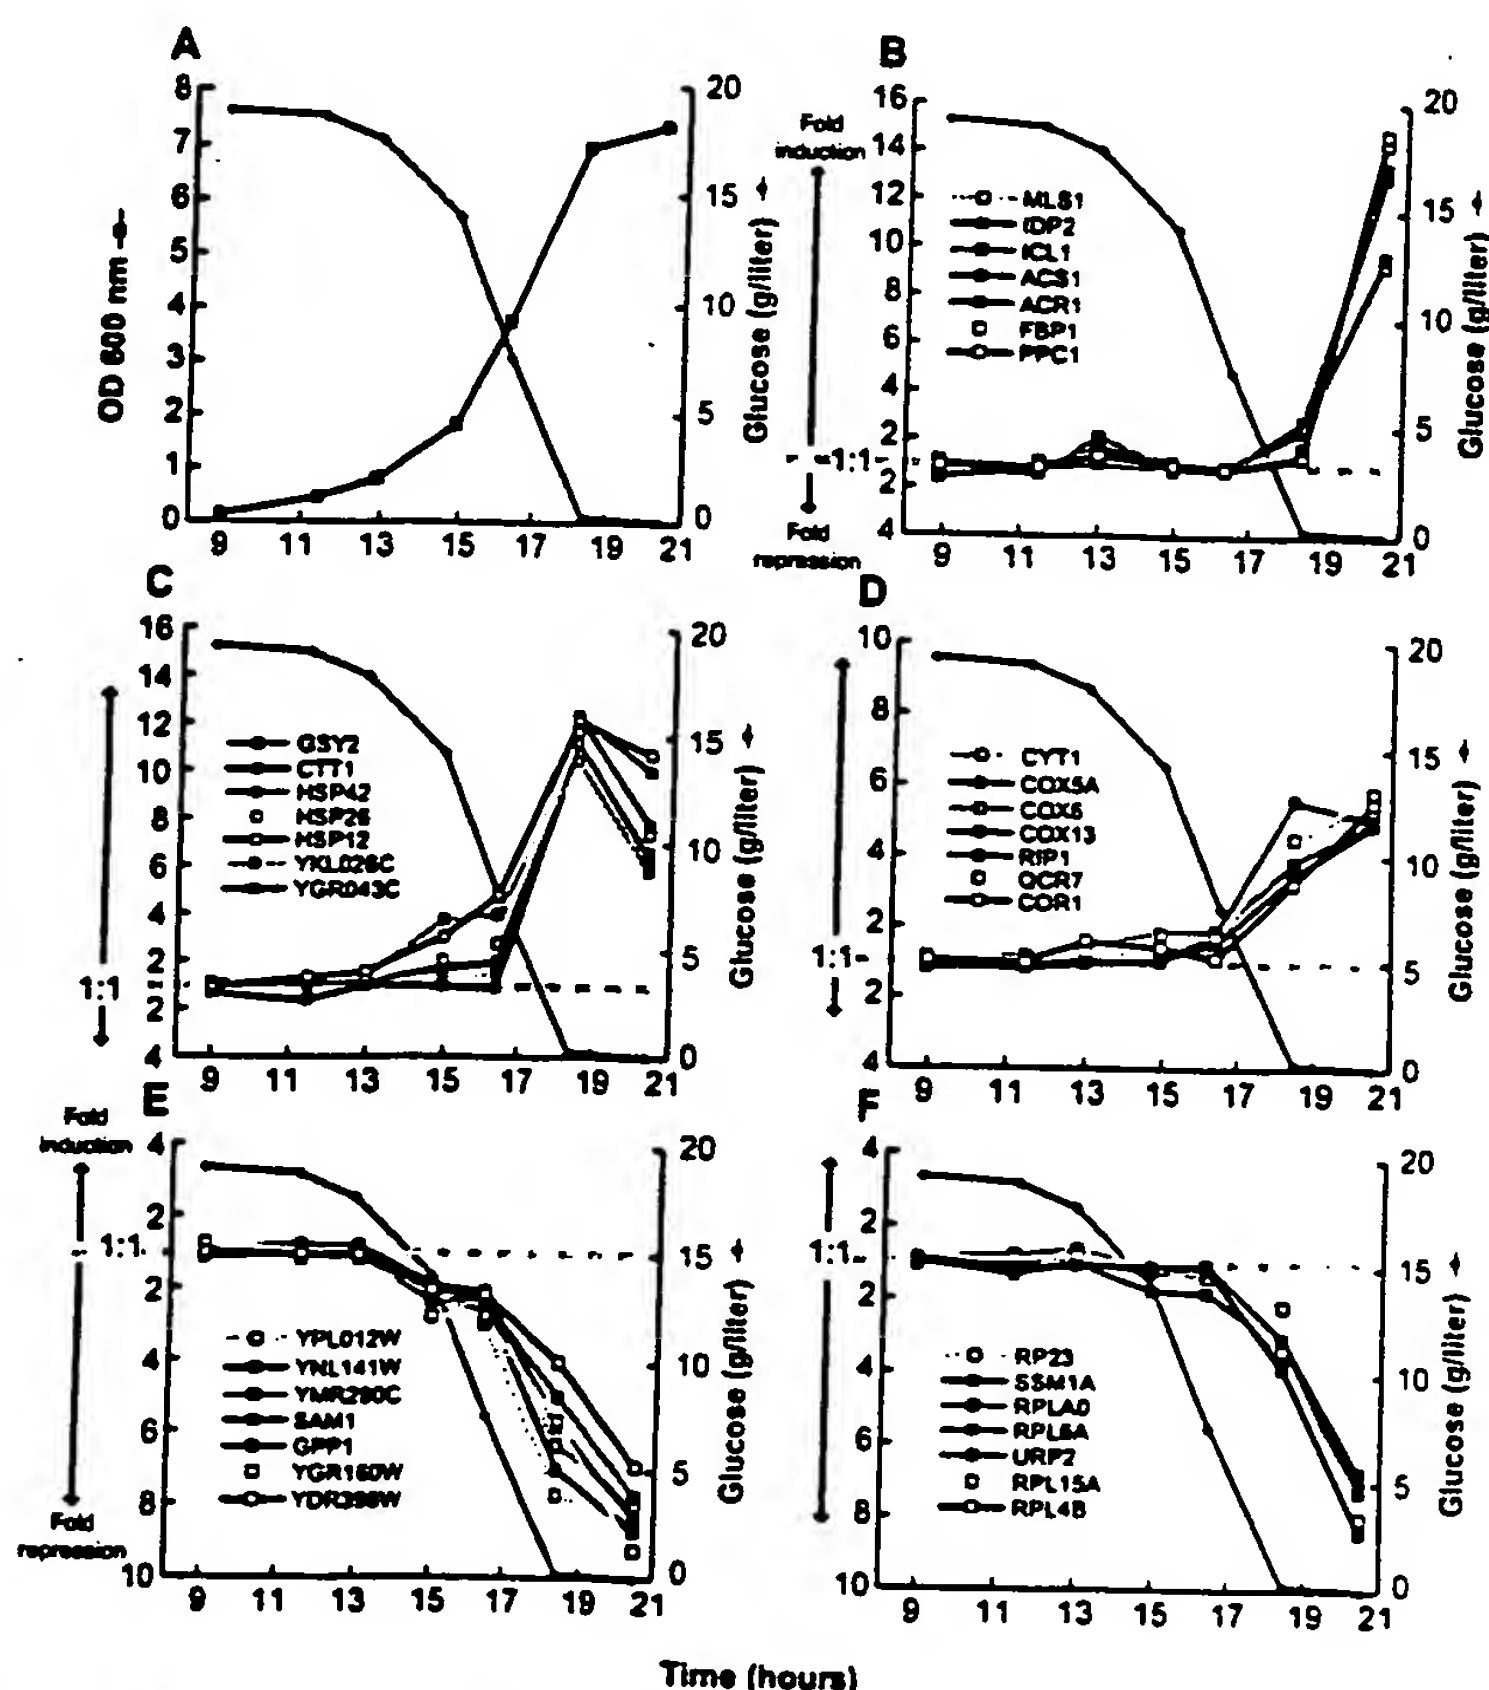 A
8
7
6
5
4
3
2
1
0
OD 600 nm
20
15
10
5
0
Glucose (g/liter)
9 11 13 15 17 19 21
B
Fold
induction
16
14
12
10
8
6
4
2
1:1
2
4
Fold
repression
MLS1
IDP2
ICL1
ACS1
ACR1
FBP1
PPC1
20
15
10
5
0
Glucose (g/liter)
9 11 13 15 17 19 21
C
16
14
12
10
8
6
4
2
1:1
2
4
GSY2
CTT1
HSP42
HSP26
HSP12
YKL026C
YGR043C
20
15
10
5
0
Glucose (g/liter)
9 11 13 15 17 19 21
D
10
8
6
4
2
1:1
2
4
CYT1
COX5A
COX6
COX13
RIP1
QCR7
COR1
20
15
10
5
0
Glucose (g/liter)
9 11 13 15 17 19 21
E
Fold
induction
4
2
1:1
2
4
6
8
10
Fold
repression
YPL012W
YNL141W
YMR290C
SAM1
GPP1
YGR160W
YDR398W
20
15
10
5
0
Glucose (g/liter)
9 11 13 15 17 19 21
F
4
2
1:1
2
4
6
8
10
RP23
SSM1A
RPLA0
RPL6A
URP2
RPL15A
RPL4B
20
15
10
5
0
Glucose (g/liter)
9 11 13 15 17 19 21
Time (hours)